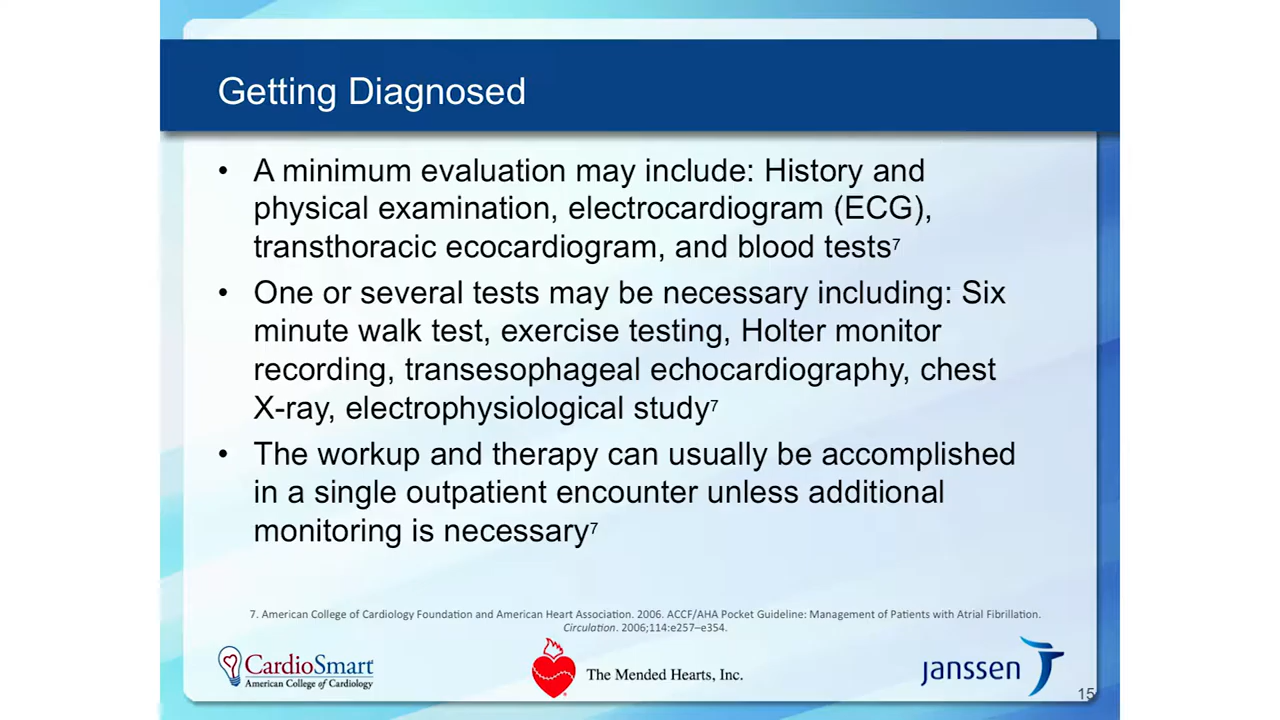 Getting Diagnosed
• A minimum evaluation may include: History and
physical examination, electrocardiogram (ECG),
transthoracic ecocardiogram, and blood tests7
• One or several tests may be necessary including: Six
minute walk test, exercise testing, Holter monitor
recording, transesophageal echocardiography, chest
X-ray, electrophysiological study7
• The workup and therapy can usually be accomplished
in a single outpatient encounter unless additional
monitoring is necessary7
7. American College of Cardiology Foundation and American Heart Association. 2006. ACCF/AHA Pocket Guideline: Management of Patients with Atrial Fibrillation.
Circulation. 2006;114:e257–e354.
CardioSmart
American College of Cardiology
The Mended Hearts, Inc.
janssen
15